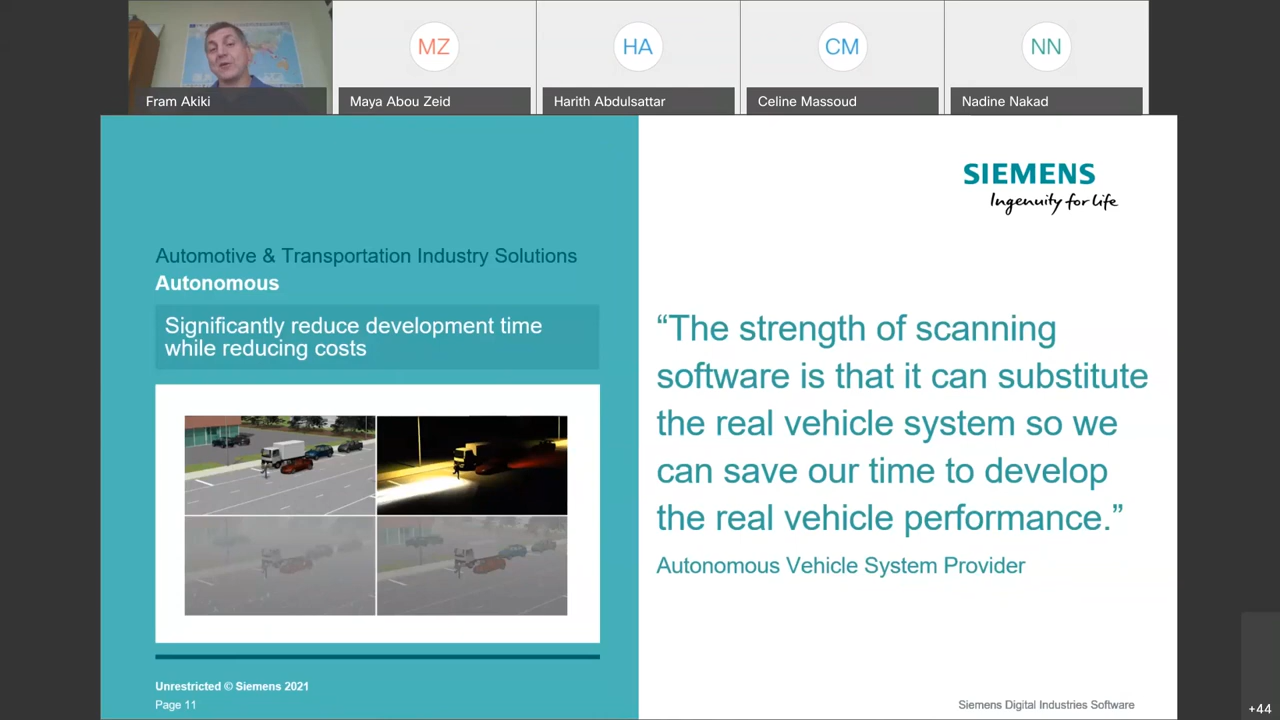 MZ
HA
CM
NN
Fram Akiki
Maya Abou Zeid
Harith Abdulsattar
Celine Massoud
Nadine Nakad
SIEMENS
Ingenuity for life
Automotive & Transportation Industry Solutions
Autonomous
Significantly reduce development time
while reducing costs
“The strength of scanning
software is that it can substitute
the real vehicle system so we
can save our time to develop
the real vehicle performance.”
Autonomous Vehicle System Provider
Unrestricted © Siemens 2021
Page 11
Siemens Digital Industries Software
+44